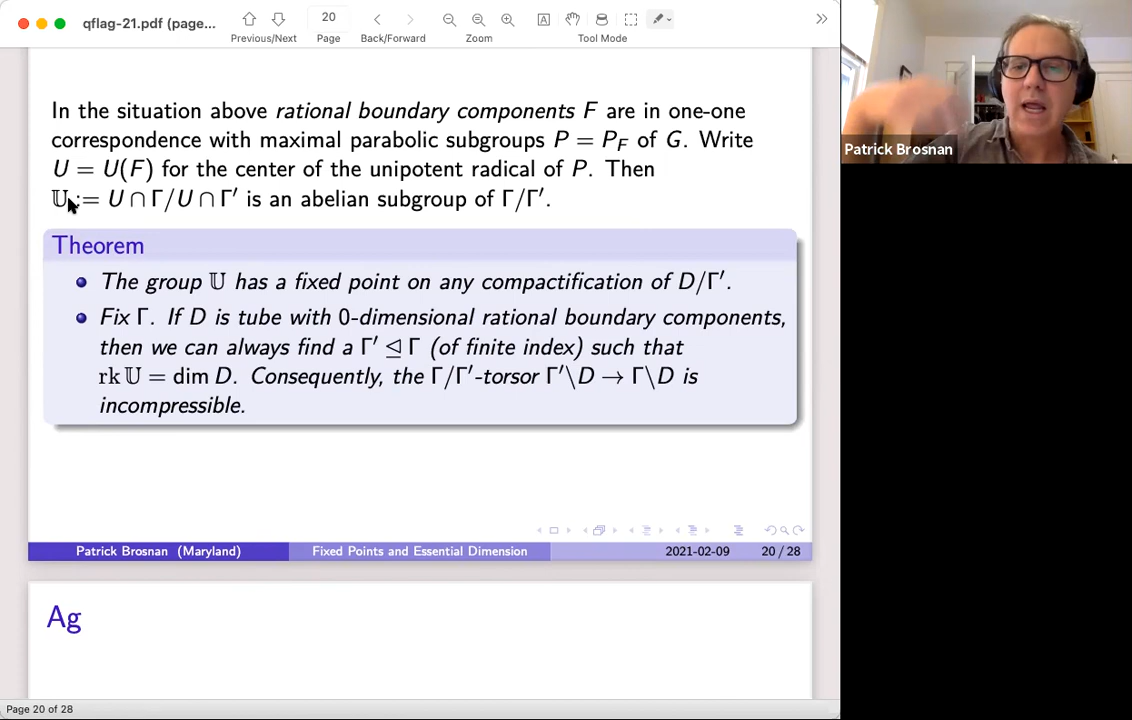 qflag-21.pdf (page...
20
Previous/Next
Page
Back/Forward
Zoom
Tool Mode
Patrick Brosnan
In the situation above rational boundary components F are in one-one
correspondence with maximal parabolic subgroups P = P_F of G. Write
U = U(F) for the center of the unipotent radical of P. Then
𝕌 := U ∩ Γ/U ∩ Γ′ is an abelian subgroup of Γ/Γ′.
Theorem
The group 𝕌 has a fixed point on any compactification of D/Γ′.
Fix Γ. If D is tube with 0-dimensional rational boundary components,
then we can always find a Γ′ ⊴ Γ (of finite index) such that
rk 𝕌 = dim D. Consequently, the Γ/Γ′-torsor Γ′\D → Γ\D is
incompressible.
Patrick Brosnan (Maryland)
Fixed Points and Essential Dimension
2021-02-09
20 / 28
Ag
Page 20 of 28